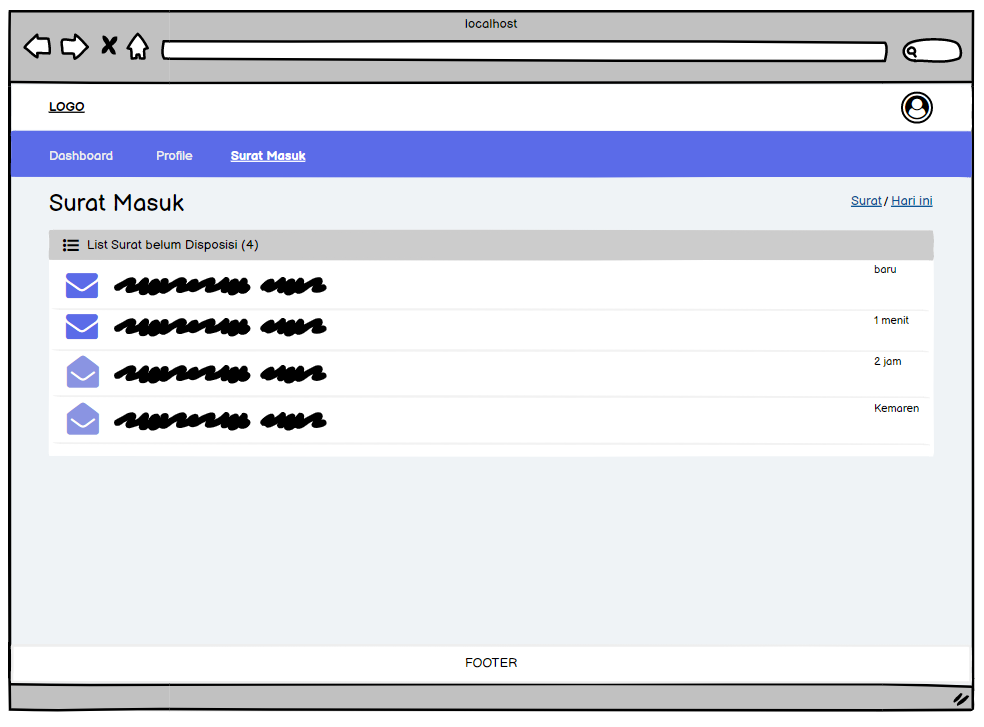 localhost
LOGO
Dashboard Profile Surat Masuk
Surat Masuk
Surat / Hari ini
List Surat belum Disposisi (4)
baru
1 menit
2 jam
Kemaren
FOOTER